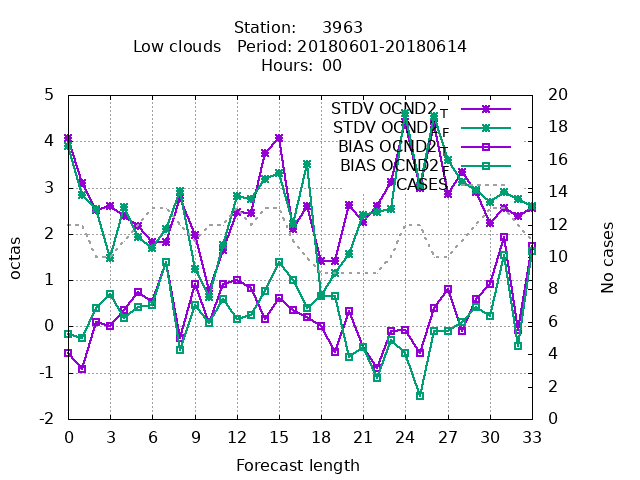 Station: 3963
Low clouds Period: 20180601-20180614
Hours: 00
STDV OCND2_T
STDV OCND2_F
BIAS OCND2_T
BIAS OCND2_F
CASES
octas
5
4
3
2
1
0
-1
-2
No cases
20
18
16
14
12
10
8
6
4
2
0
0 3 6 9 12 15 18 21 24 27 30 33
Forecast length